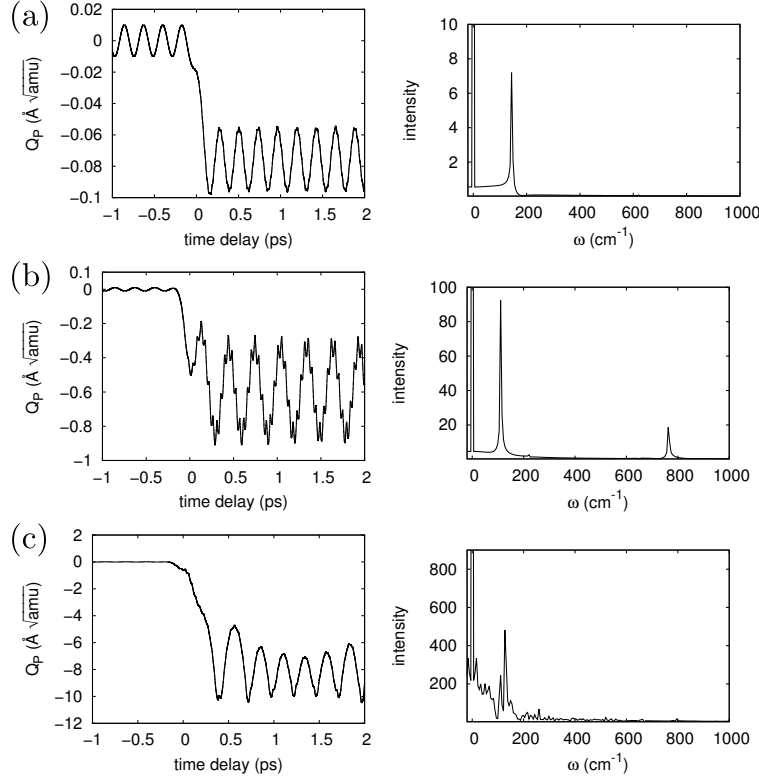 (a)
0.02
0
−0.02
−0.04
−0.06
−0.08
−0.1
Q_P (Å √amu)
−1 −0.5 0 0.5 1 1.5 2
time delay (ps)
10
8
6
4
2
intensity
0 200 400 600 800 1000
ω (cm⁻¹)
(b)
0.1
0
−0.2
−0.4
−0.6
−0.8
−1
Q_P (Å √amu)
−1 −0.5 0 0.5 1 1.5 2
time delay (ps)
100
80
60
40
20
intensity
0 200 400 600 800 1000
ω (cm⁻¹)
(c)
2
0
−2
−4
−6
−8
−10
−12
Q_P (Å √amu)
−1 −0.5 0 0.5 1 1.5 2
time delay (ps)
800
600
400
200
intensity
0 200 400 600 800 1000
ω (cm⁻¹)